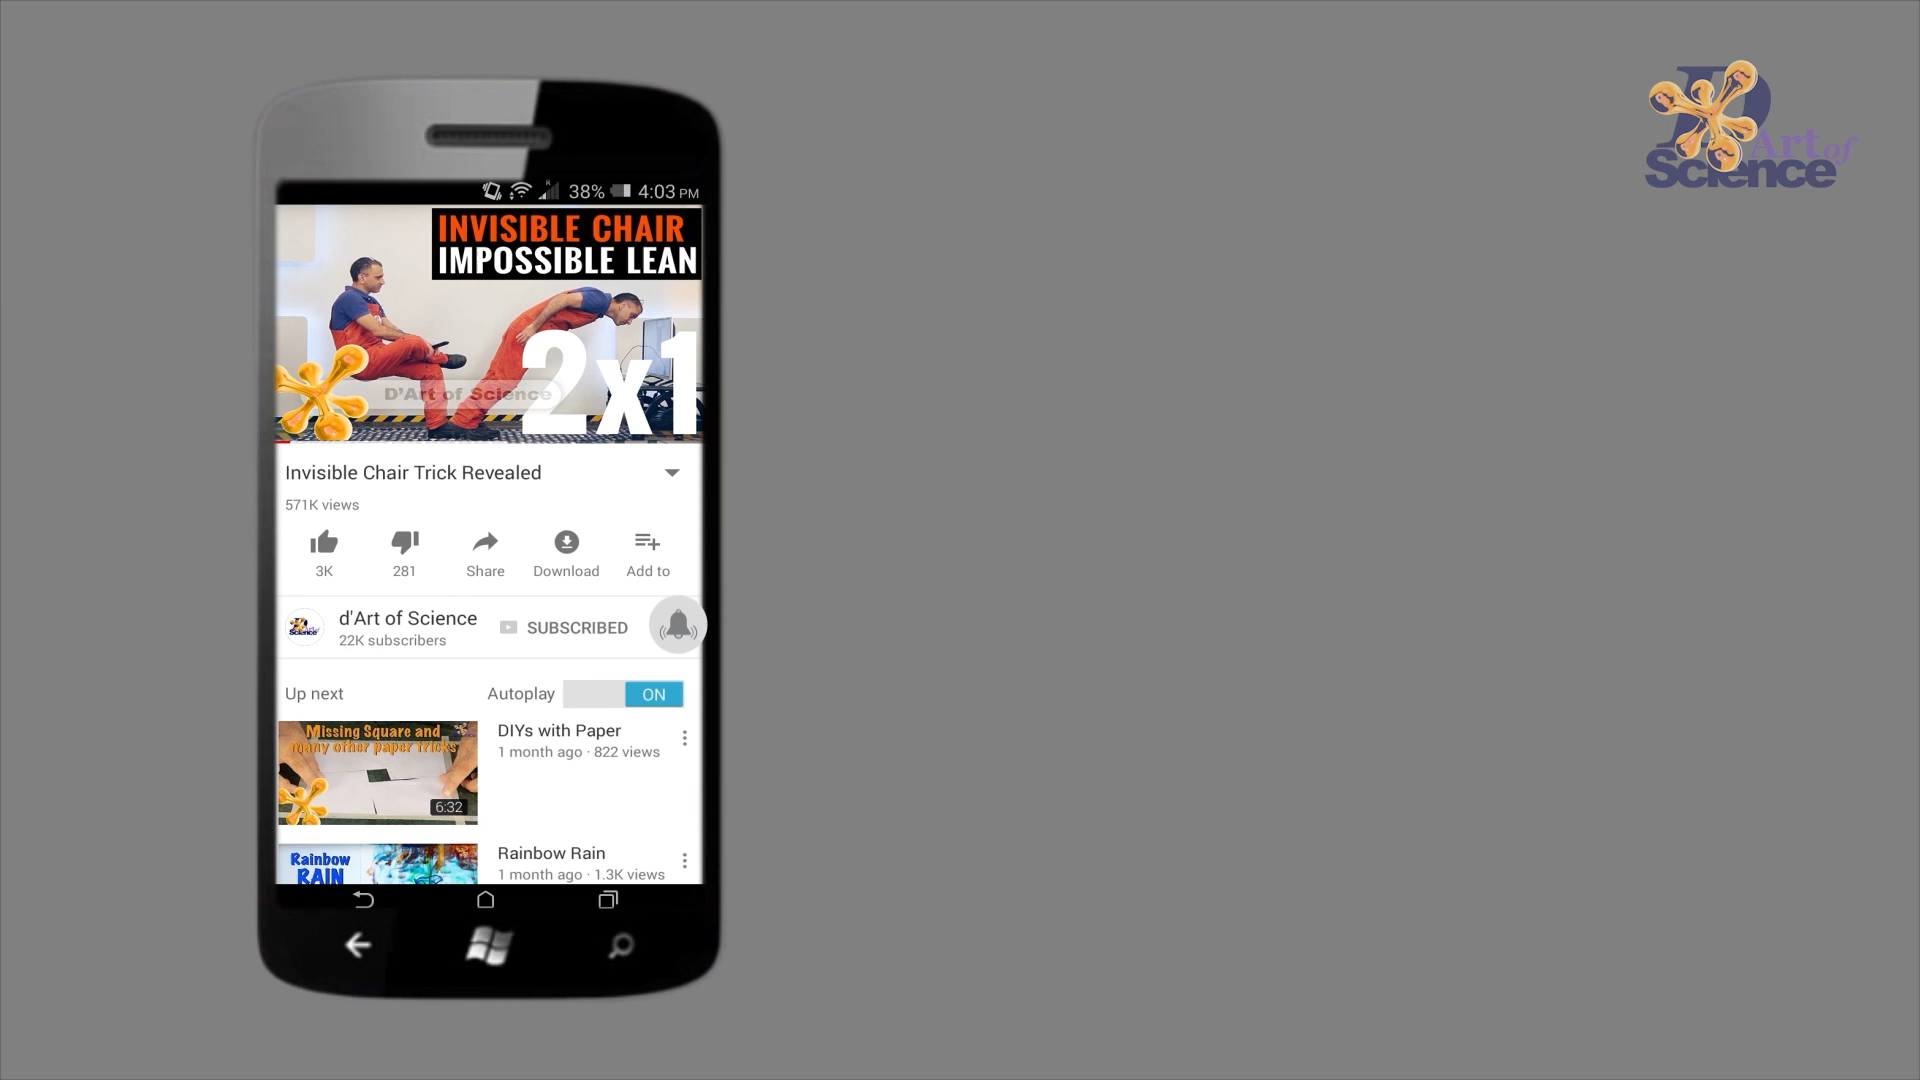 D
Art of
Science
38% 4:03 PM
INVISIBLE CHAIR
IMPOSSIBLE LEAN
2x1
D'Art of Science
Invisible Chair Trick Revealed
571K views
3K 281 Share Download Add to
d'Art of Science
22K subscribers
SUBSCRIBED
Up next Autoplay ON
Missing Square and
many other paper tricks
6:32
DIYs with Paper
1 month ago · 822 views
Rainbow
RAIN
Rainbow Rain
1 month ago · 1.3K views